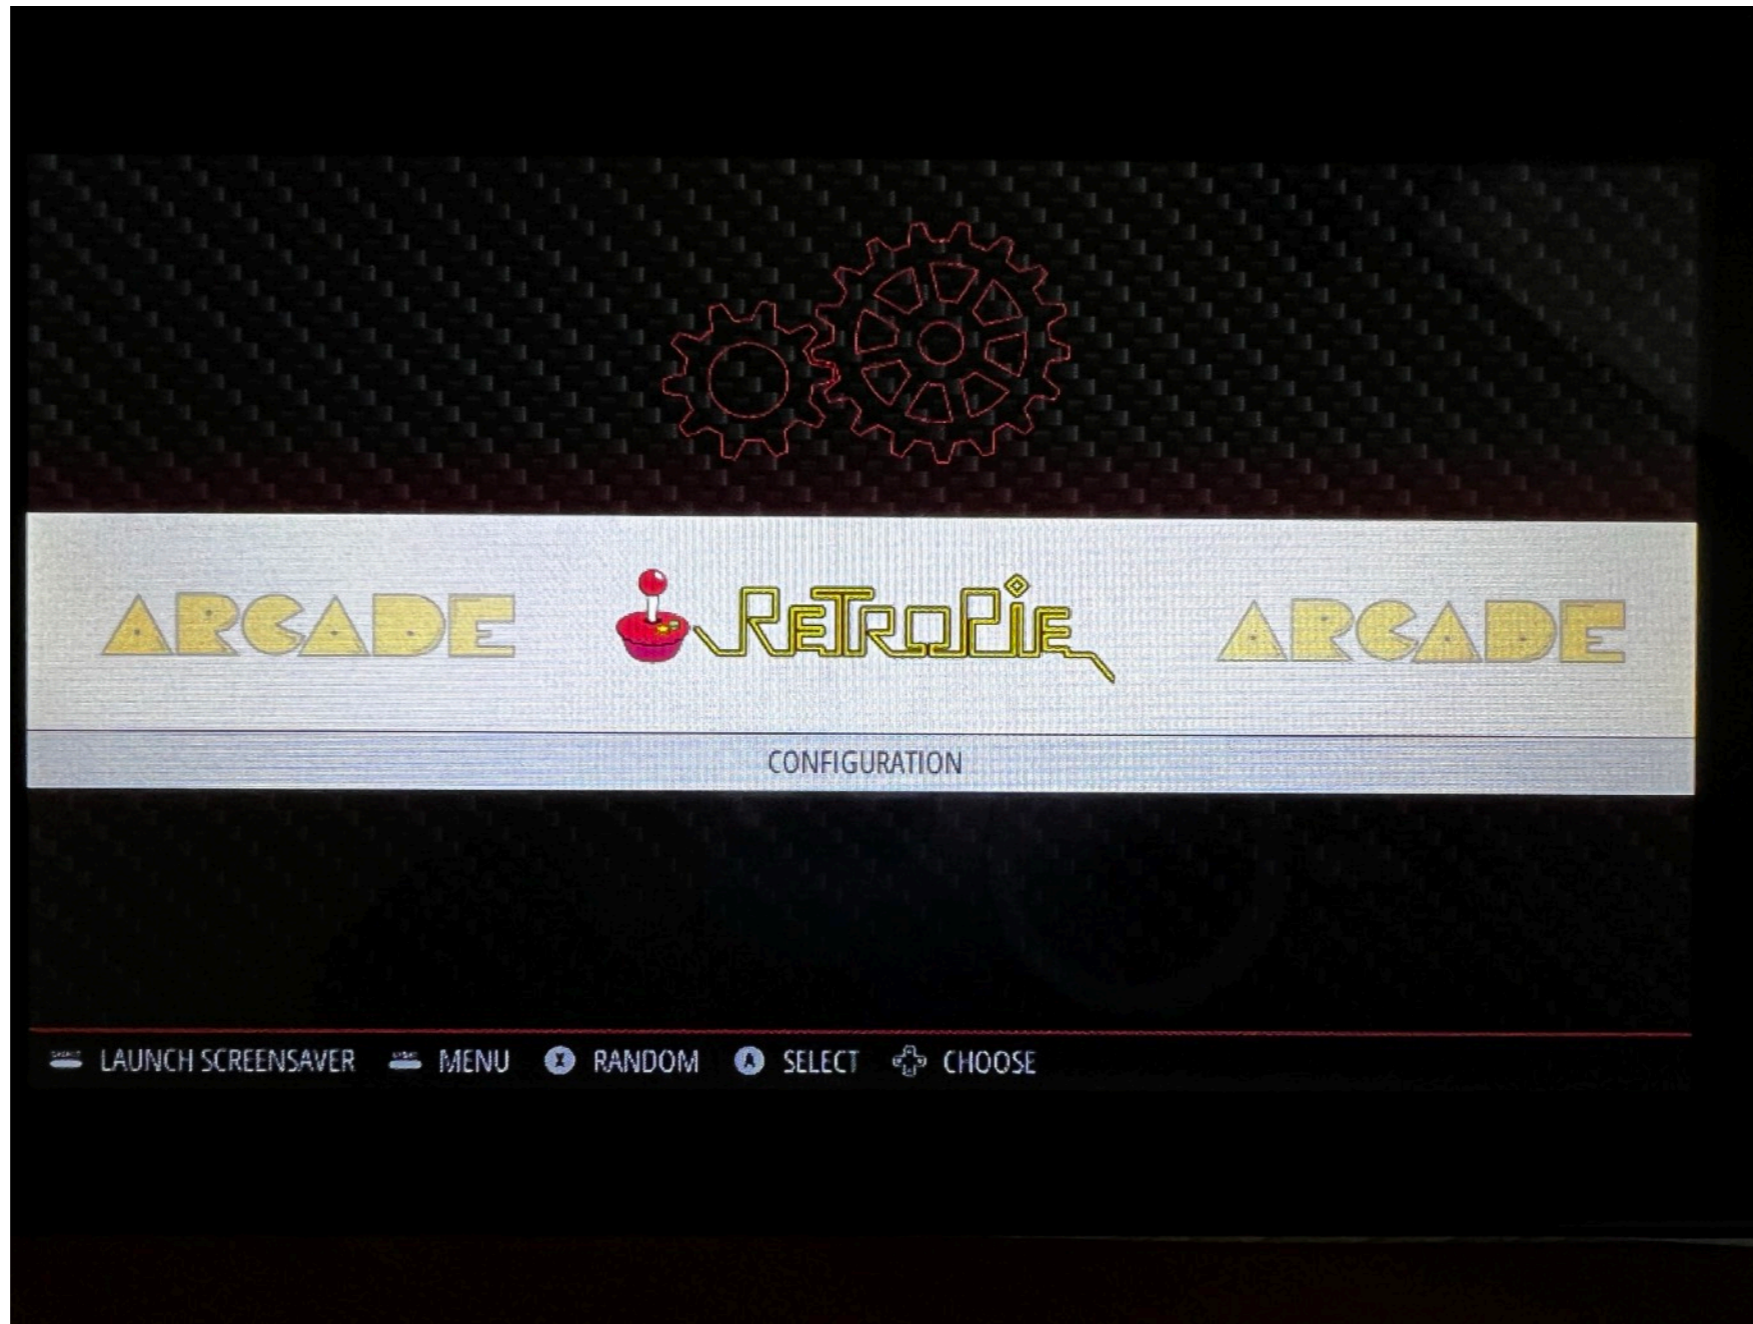 ARCADE RETROPIE ARCADE
CONFIGURATION
LAUNCH SCREENSAVER MENU X RANDOM A SELECT CHOOSE